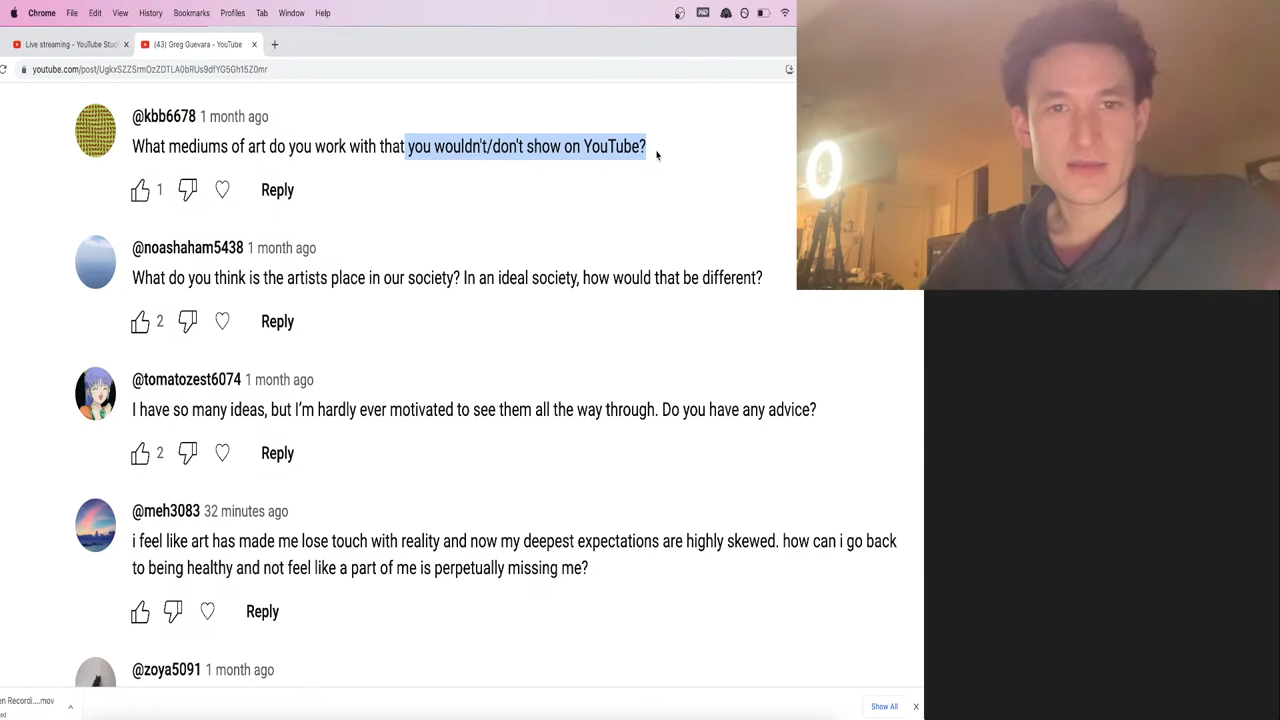 Chrome File Edit View History Bookmarks Profiles Tab Window Help
Live streaming - YouTube Stud
(43) Greg Guevara - YouTube
youtube.com/post/UgkxSZZSrmOzZDTLA0bRUs9dfYG5Gh15Z0mr
@kbb6678 1 month ago
What mediums of art do you work with that you wouldn't/don't show on YouTube?
1 Reply
@noashaham5438 1 month ago
What do you think is the artists place in our society? In an ideal society, how would that be different?
2 Reply
@tomatozest6074 1 month ago
I have so many ideas, but I'm hardly ever motivated to see them all the way through. Do you have any advice?
2 Reply
@meh3083 32 minutes ago
i feel like art has made me lose touch with reality and now my deepest expectations are highly skewed. how can i go back
to being healthy and not feel like a part of me is perpetually missing me?
Reply
@zoya5091 1 month ago
en Recordi....mov
Show All